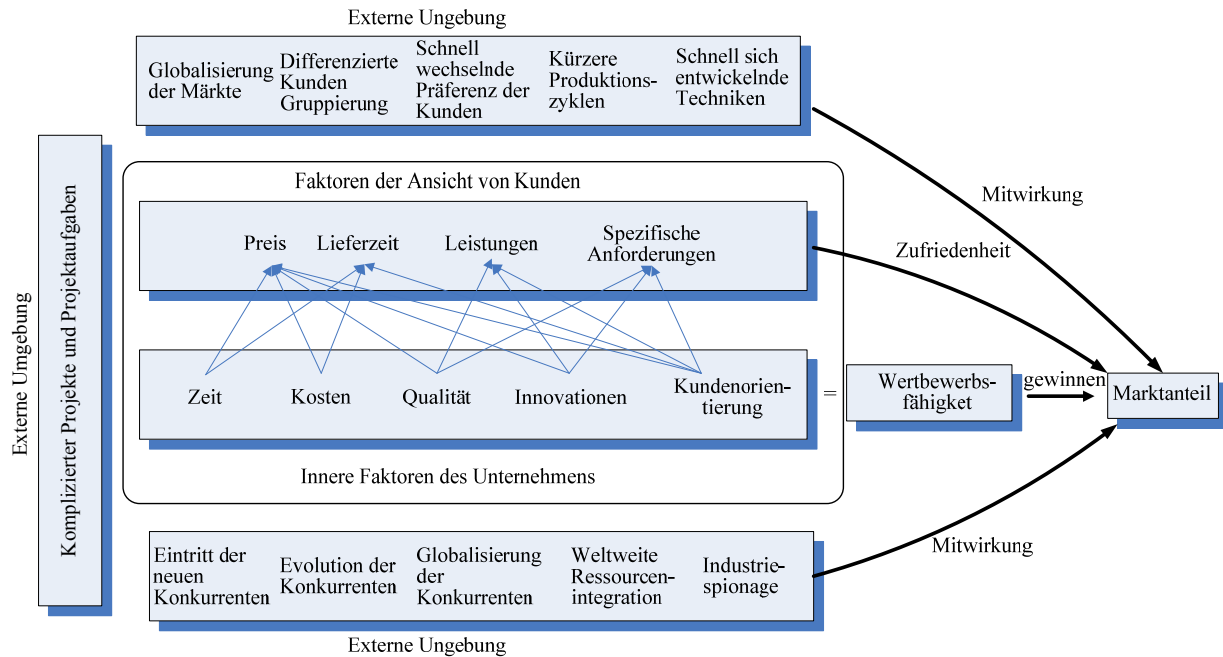 Externe Ungebung
Globalisierung
der Märkte
Differenzierte
Kunden
Gruppierung
Schnell
wechselnde
Präferenz der
Kunden
Kürzere
Produktions-
zyklen
Schnell sich
entwickelnde
Techniken
Externe Umgebung
Komplizierter Projekte und Projektaufgaben
Faktoren der Ansicht von Kunden
Preis
Lieferzeit
Leistungen
Spezifische
Anforderungen
Zeit
Kosten
Qualität
Innovationen
Kundenorien-
tierung
Innere Faktoren des Unternehmens
=
Wertbewerbs-
fähigket
gewinnen
Marktanteil
Mitwirkung
Zufriedenheit
Mitwirkung
Eintritt der
neuen
Konkurrenten
Evolution der
Konkurrenten
Globalisierung
der
Konkurrenten
Weltweite
Ressourcen-
integration
Industrie-
spionage
Externe Ungebung